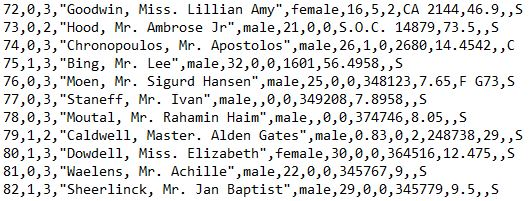 72,0,3,"Goodwin, Miss. Lillian Amy",female,16,5,2,CA 2144,46.9,,S
73,0,2,"Hood, Mr. Ambrose Jr",male,21,0,0,S.O.C. 14879,73.5,,S
74,0,3,"Chronopoulos, Mr. Apostolos",male,26,1,0,2680,14.4542,,C
75,1,3,"Bing, Mr. Lee",male,32,0,0,1601,56.4958,,S
76,0,3,"Moen, Mr. Sigurd Hansen",male,25,0,0,348123,7.65,F G73,S
77,0,3,"Staneff, Mr. Ivan",male,,0,0,349208,7.8958,,S
78,0,3,"Moutal, Mr. Rahamin Haim",male,,0,0,374746,8.05,,S
79,1,2,"Caldwell, Master. Alden Gates",male,0.83,0,2,248738,29,,S
80,1,3,"Dowdell, Miss. Elizabeth",female,30,0,0,364516,12.475,,S
81,0,3,"Waelens, Mr. Achille",male,22,0,0,345767,9,,S
82,1,3,"Sheerlinck, Mr. Jan Baptist",male,29,0,0,345779,9.5,,S